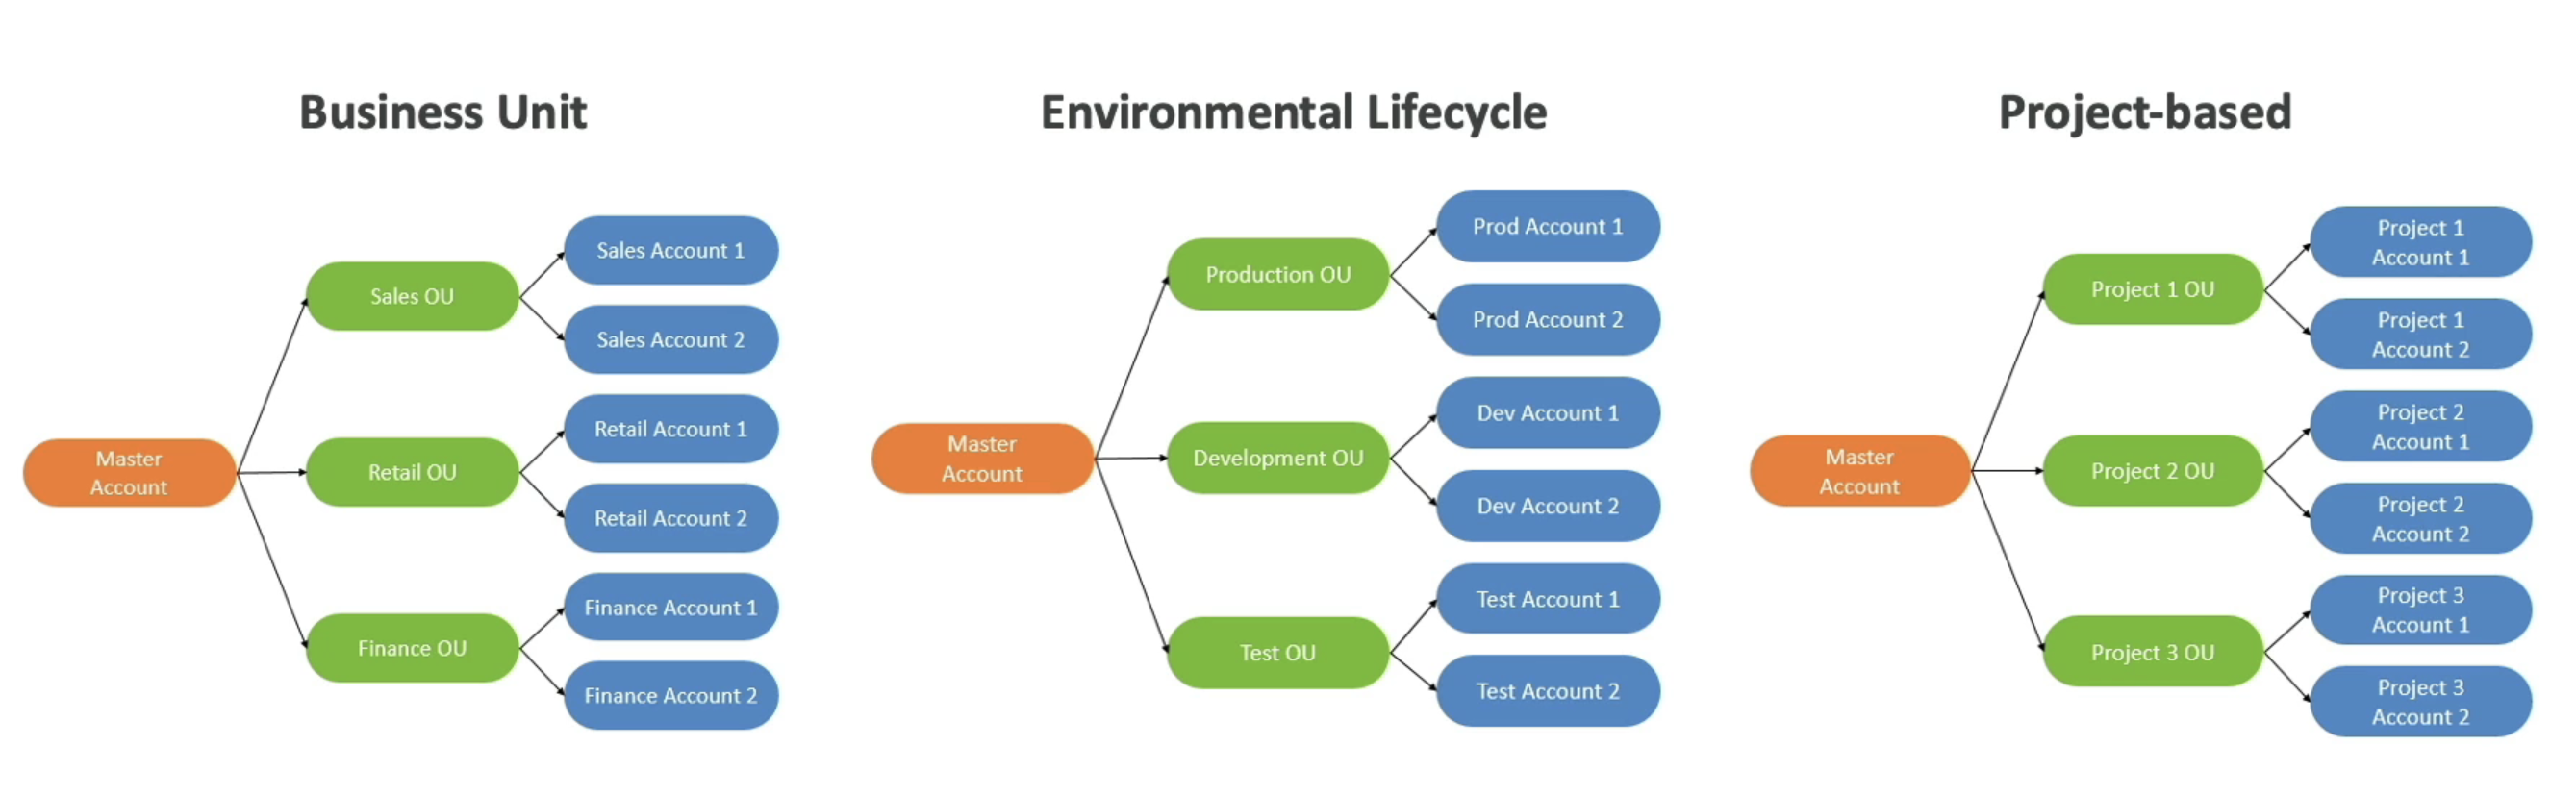 Business Unit
Master
Account
Sales OU
Retail OU
Finance OU
Sales Account 1
Sales Account 2
Retail Account 1
Retail Account 2
Finance Account 1
Finance Account 2
Environmental Lifecycle
Master
Account
Production OU
Development OU
Test OU
Prod Account 1
Prod Account 2
Dev Account 1
Dev Account 2
Test Account 1
Test Account 2
Project-based
Master
Account
Project 1 OU
Project 2 OU
Project 3 OU
Project 1
Account 1
Project 1
Account 2
Project 2
Account 1
Project 2
Account 2
Project 3
Account 1
Project 3
Account 2